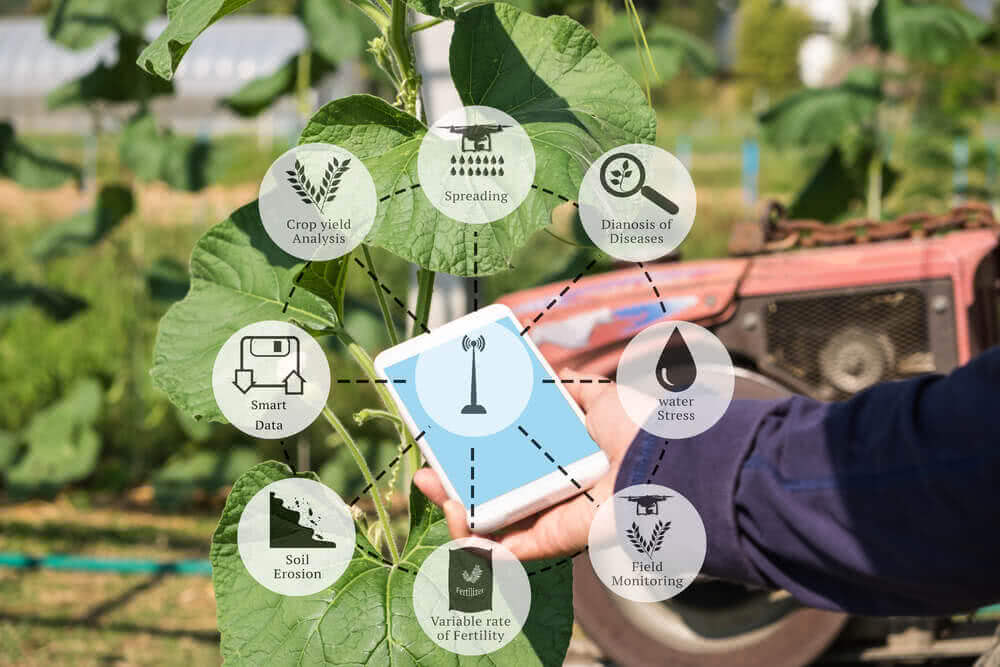 Spreading
Crop yield
Analysis
Dianosis of
Diseases
Smart
Data
water
Stress
Soil
Erosion
Fertilizer
Variable rate
of Fertility
Field
Monitoring